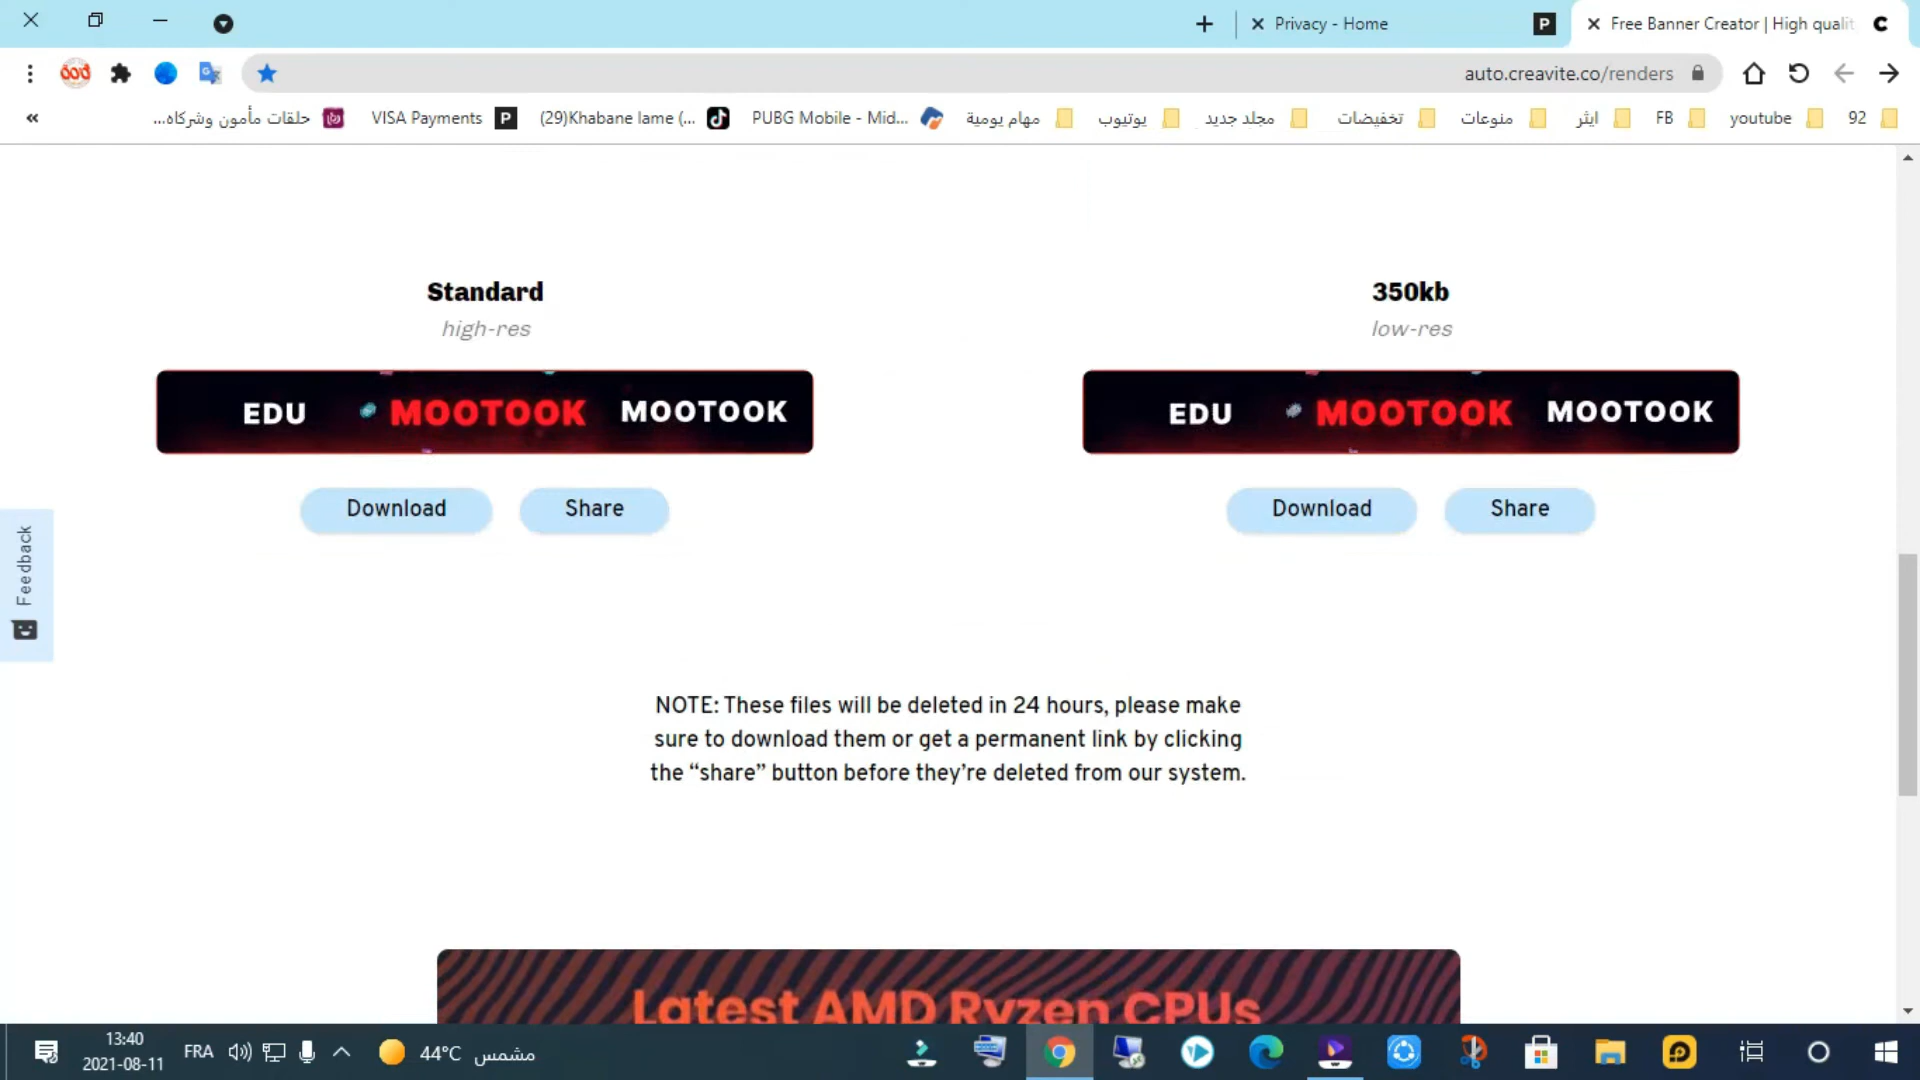 Privacy - Home
P
Free Banner Creator | High qualit
C
auto.creavite.co/renders
»
حلقات مأمون وشركاه...
VISA Payments
P
(29)Khabane lame (...
PUBG Mobile - Mid...
مهام يومية
يوتيوب
مجلد جديد
تخفيضات
منوعات
ايثر
FB
youtube
92
Standard
high-res
350kb
low-res
EDU
MOOTOOK
MOOTOOK
EDU
MOOTOOK
MOOTOOK
Download
Share
Download
Share
Feedback
NOTE: These files will be deleted in 24 hours, please make
sure to download them or get a permanent link by clicking
the “share” button before they’re deleted from our system.
Latest AMD Ryzen CPUs
13:40
2021-08-11
FRA
44°C مشمس